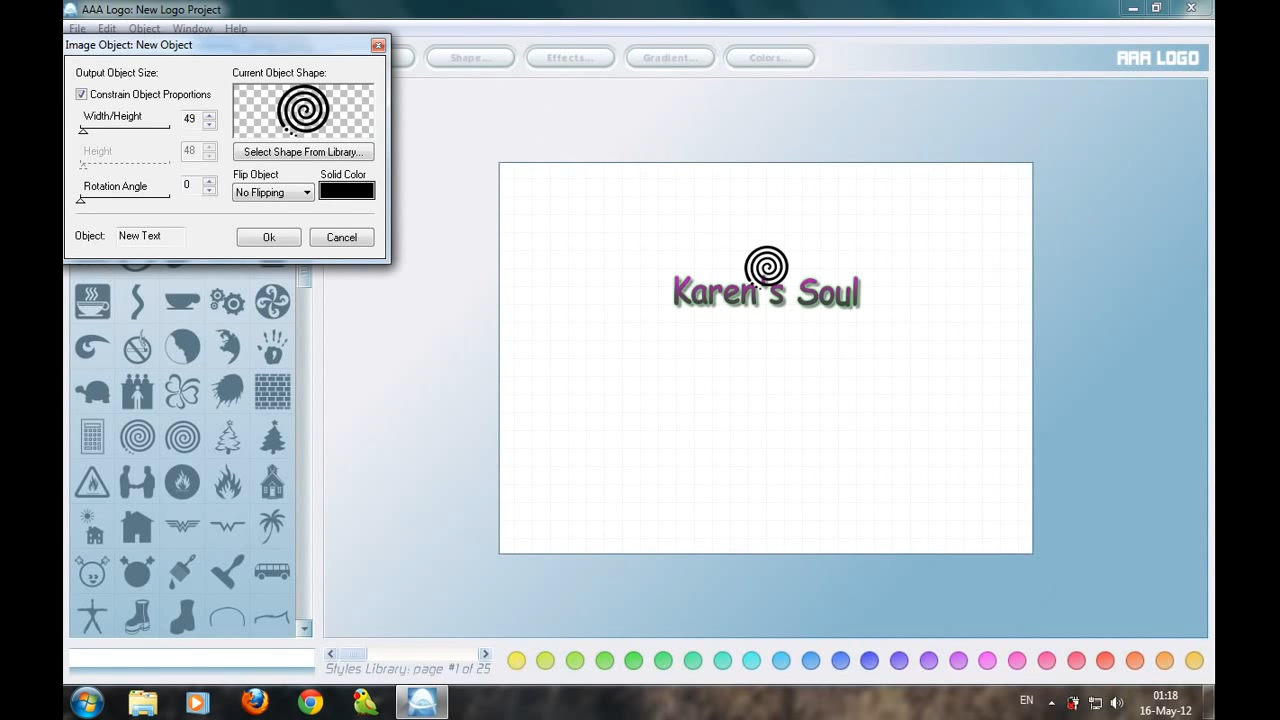 AAA Logo: New Logo Project
File Edit Object Window Help
Image Object: New Object
Shape... Effects... Gradient... Colors...
AAA LOGO
Output Object Size:
Current Object Shape:
Constrain Object Proportions
Width/Height 49
Height 48
Select Shape From Library...
Flip Object
Solid Color
No Flipping
Rotation Angle 0
Object: New Text
Ok
Cancel
Karen's Soul
Styles Library: page #1 of 25
EN
01:18
16-May-12